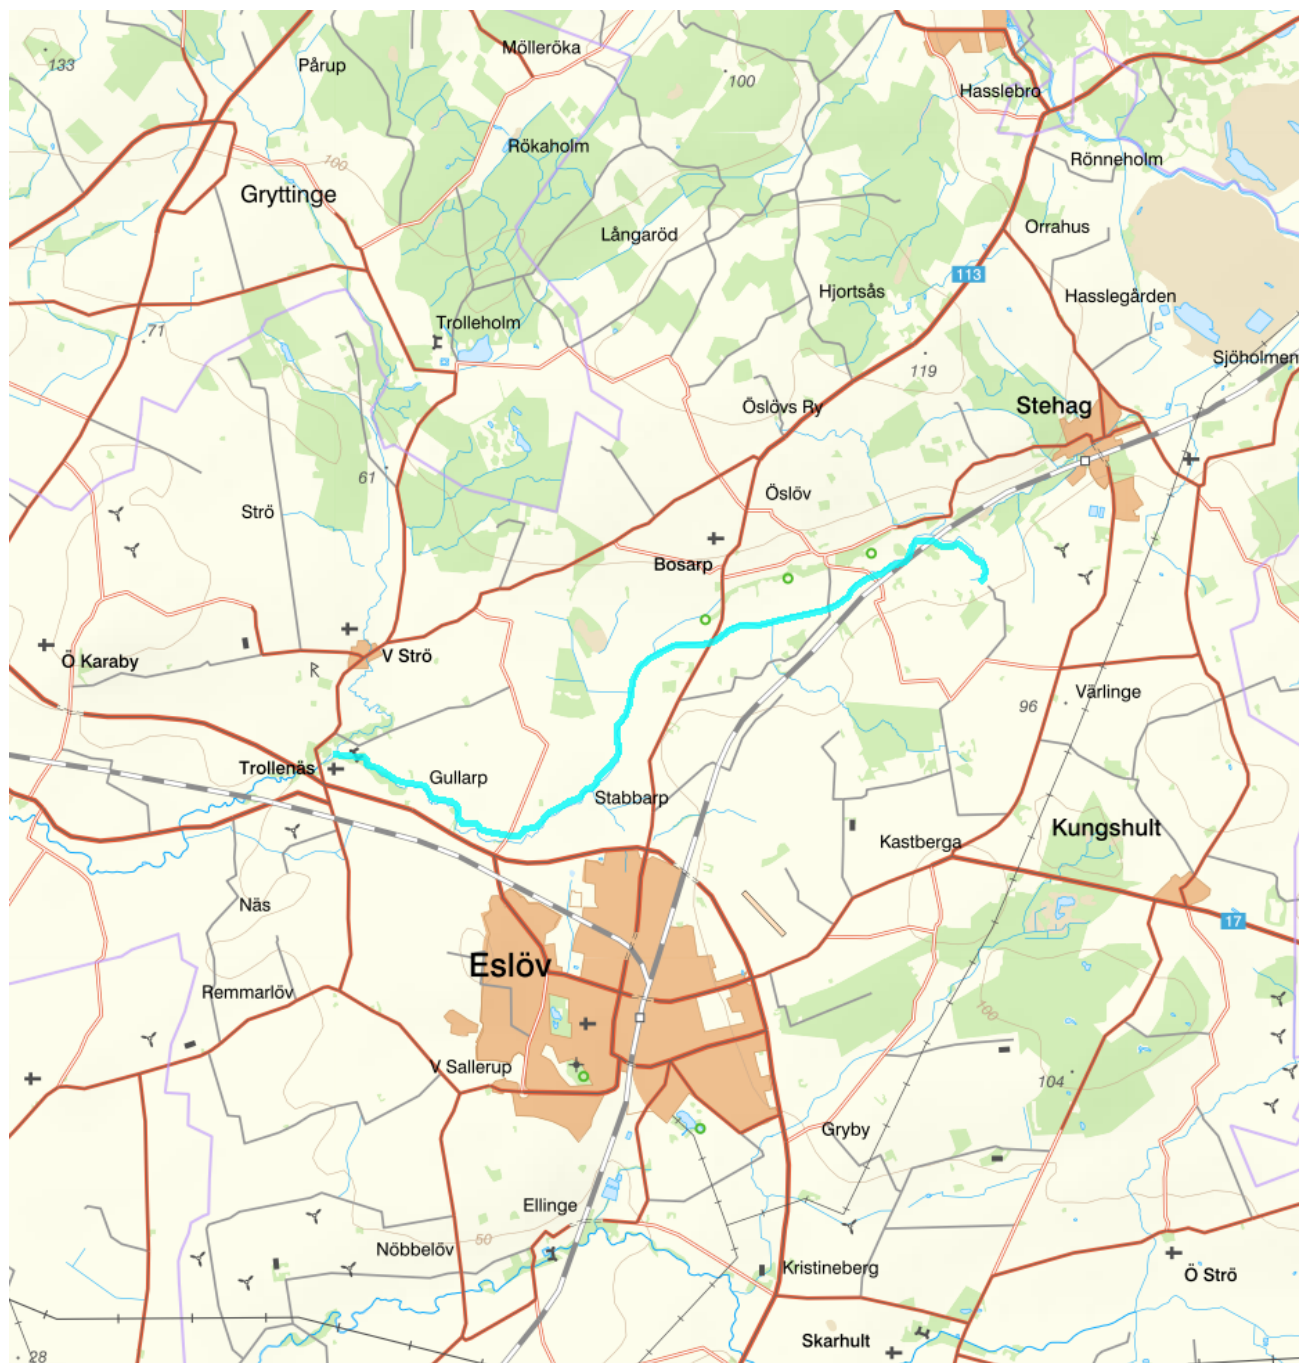 Mölleröka
133
Pårup
100
Hasslebro
Rökaholm
Rönneholm
100
Gryttinge
Orrahus
Långaröd
113
Hjortsås
Hasslegården
Trolleholm
71
Sjöholmen
119
Öslövs Ry
Stehag
61
Öslöv
Strö
Bosarp
V Strö
Ö Karaby
R
Värlinge
96
Trollenäs
Gullarp
Stabbarp
Kungshult
Kastberga
Näs
17
Eslöv
Remmarlöv
100
V Sallerup
104
Gryby
Ellinge
50
Nöbbelöv
Kristineberg
Ö Strö
Skarhult
28